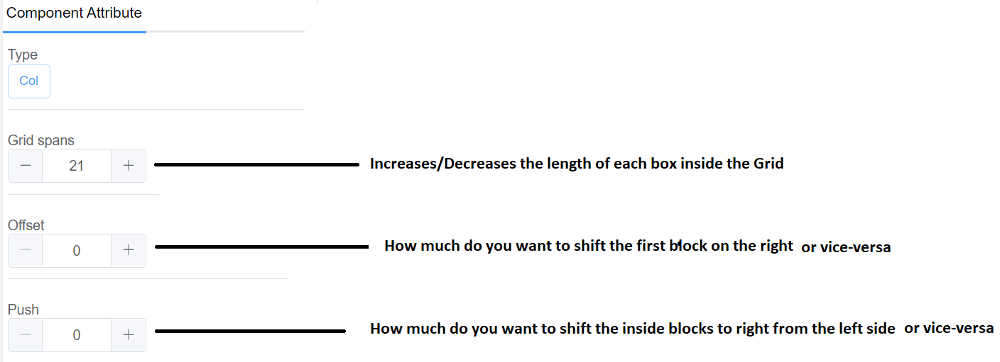 Component Attribute
Type
Col
Grid spans
− 21 + Increases/Decreases the length of each box inside the Grid
Offset
− 0 + How much do you want to shift the first block on the right or vice-versa
Push
− 0 + How much do you want to shift the inside blocks to right from the left side or vice-versa